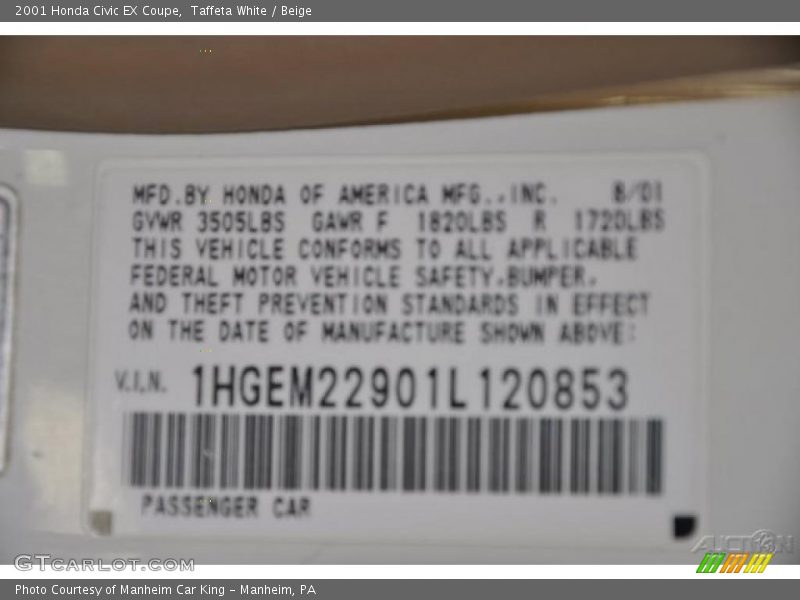 2001 Honda Civic EX Coupe, Taffeta White / Beige
MFD.BY HONDA OF AMERICA MFG.,INC. 8/01
GVWR 3505LBS GAWR F 1820LBS R 1720LBS
THIS VEHICLE CONFORMS TO ALL APPLICABLE
FEDERAL MOTOR VEHICLE SAFETY,BUMPER,
AND THEFT PREVENTION STANDARDS IN EFFECT
ON THE DATE OF MANUFACTURE SHOWN ABOVE:
V.I.N. 1HGEM22901L120853
PASSENGER CAR
GTCarLot.com
Photo Courtesy of Manheim Car King – Manheim, PA